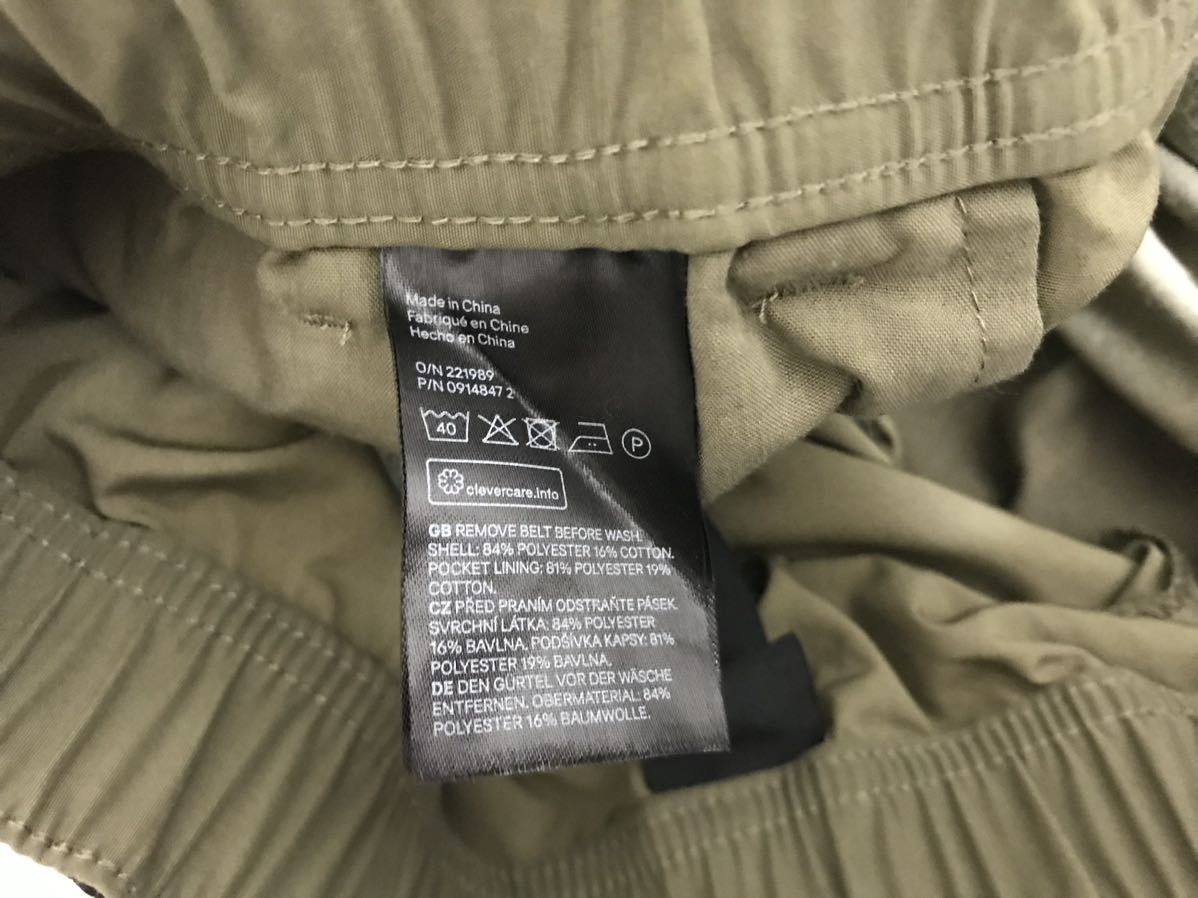 Made in China
Fabriqué en Chine
Hecho en China
O/N 221989
P/N 0914847 2
40
P
clevercare.info
GB REMOVE BELT BEFORE WASH.
SHELL: 84% POLYESTER 16% COTTON.
POCKET LINING: 81% POLYESTER 19%
COTTON.
CZ PŘED PRANÍM ODSTRAŇTE PÁSEK.
SVRCHNÍ LÁTKA: 84% POLYESTER
16% BAVLNA. PODŠÍVKA KAPSY: 81%
POLYESTER 19% BAVLNA.
DE DEN GÜRTEL VOR DER WÄSCHE
ENTFERNEN. OBERMATERIAL: 84%
POLYESTER 16% BAUMWOLLE.